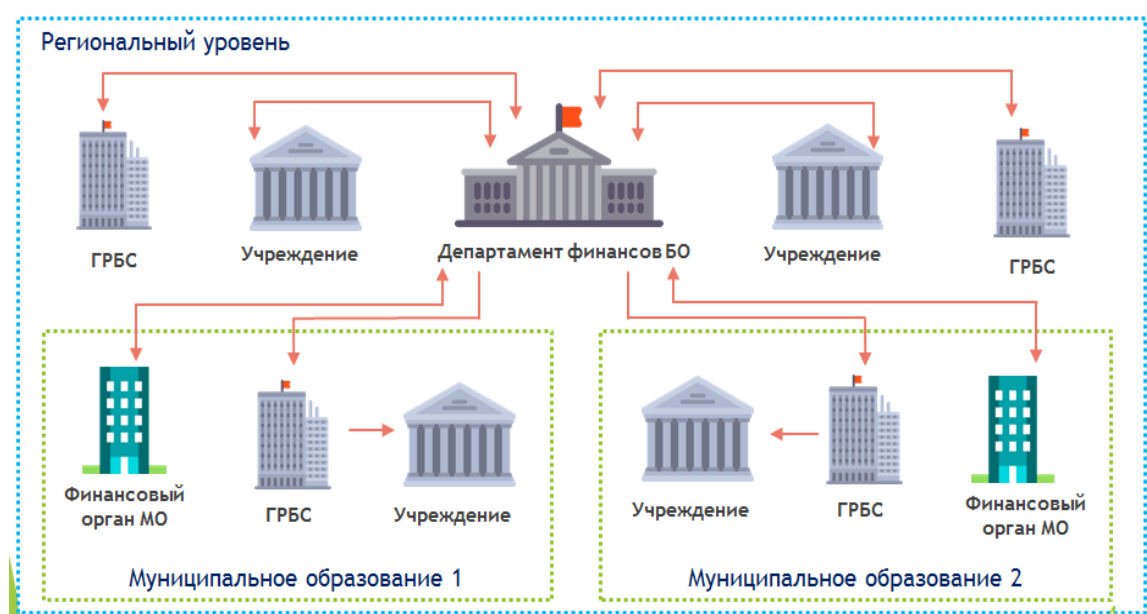 Региональный уровень
ГРБС
Учреждение
Департамент финансов БО
Учреждение
ГРБС
Финансовый
орган МО
ГРБС
Учреждение
Муниципальное образование 1
Учреждение
ГРБС
Финансовый
орган МО
Муниципальное образование 2